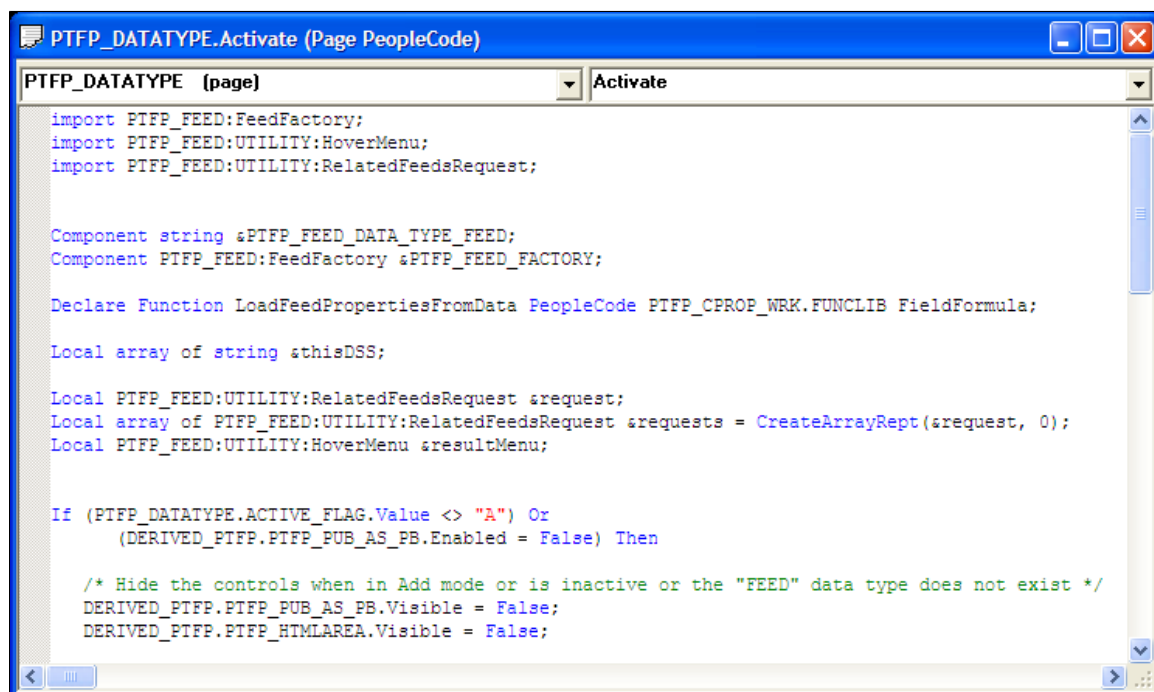 PTFP_DATATYPE.Activate (Page PeopleCode)
PTFP_DATATYPE (page) Activate
import PTFP_FEED:FeedFactory;
import PTFP_FEED:UTILITY:HoverMenu;
import PTFP_FEED:UTILITY:RelatedFeedsRequest;
Component string &PTFP_FEED_DATA_TYPE_FEED;
Component PTFP_FEED:FeedFactory &PTFP_FEED_FACTORY;
Declare Function LoadFeedPropertiesFromData PeopleCode PTFP_CPROP_WRK.FUNCLIB FieldFormula;
Local array of string &thisDSS;
Local PTFP_FEED:UTILITY:RelatedFeedsRequest &request;
Local array of PTFP_FEED:UTILITY:RelatedFeedsRequest &requests = CreateArrayRept(&request, 0);
Local PTFP_FEED:UTILITY:HoverMenu &resultMenu;
If (PTFP_DATATYPE.ACTIVE_FLAG.Value <> "A") Or
(DERIVED_PTFP.PTFP_PUB_AS_PB.Enabled = False) Then
/* Hide the controls when in Add mode or is inactive or the "FEED" data type does not exist */
DERIVED_PTFP.PTFP_PUB_AS_PB.Visible = False;
DERIVED_PTFP.PTFP_HTMLAREA.Visible = False;